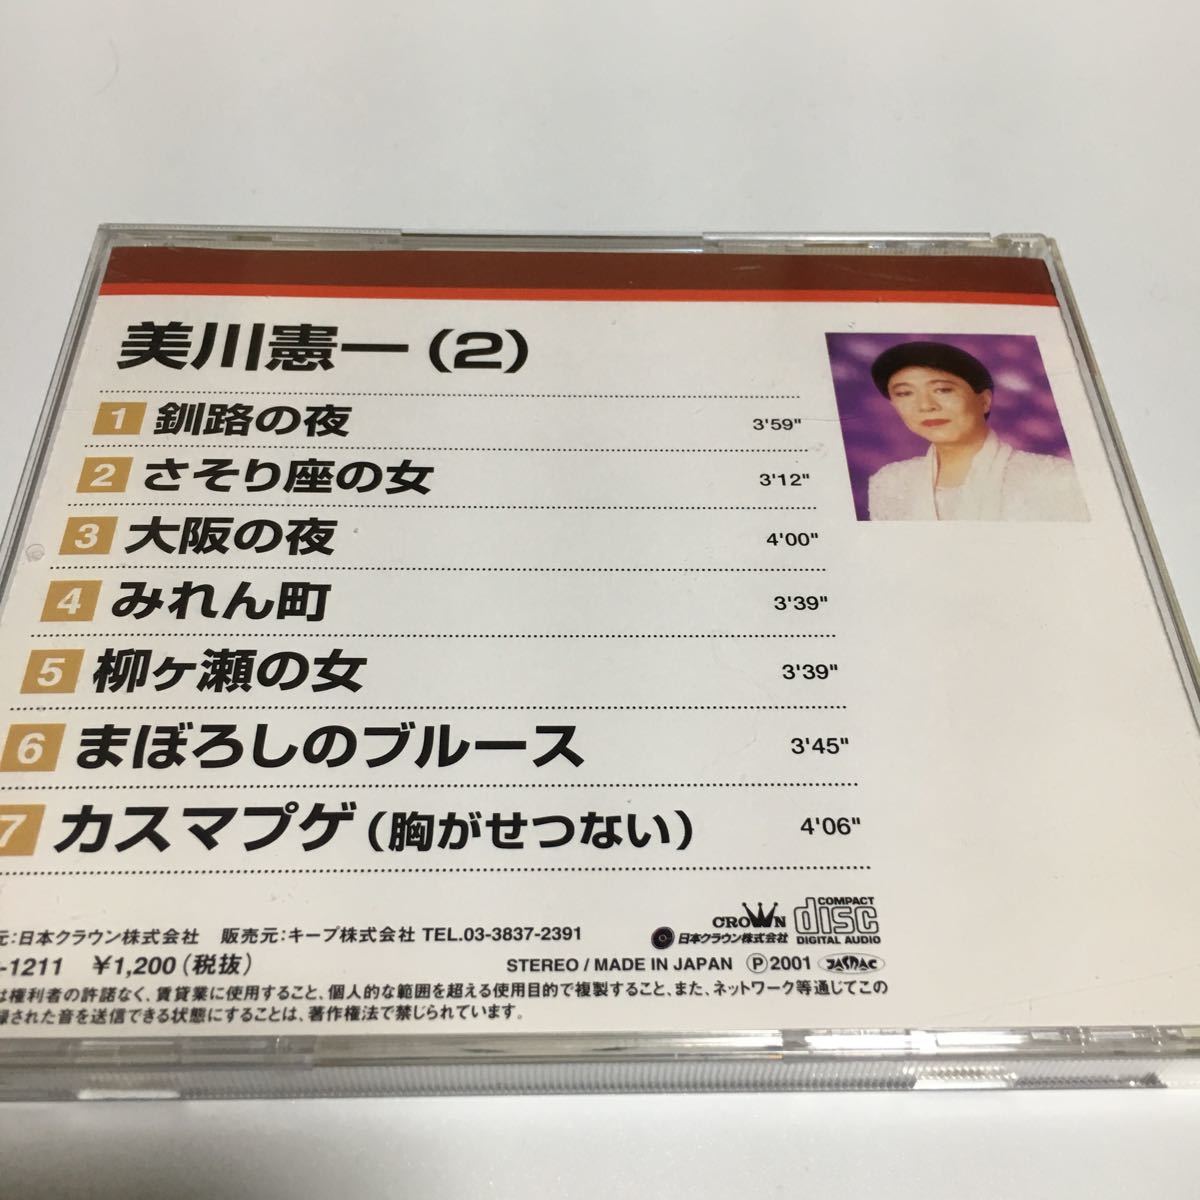 美川憲一(2)
1 釧路の夜 3'59"
2 さそり座の女 3'12"
3 大阪の夜 4'00"
4 みれん町 3'39"
5 柳ヶ瀬の女 3'39"
6 まぼろしのブルース 3'45"
7 カスマプゲ(胸がせつない) 4'06"
CROWN
日本クラウン株式会社
COMPACT
disc
DIGITAL AUDIO
元:日本クラウン株式会社 販売元:キープ株式会社 TEL.03-3837-2391
-1211 ¥1,200(税抜)
STEREO / MADE IN JAPAN Ⓟ2001 JASRAC
は権利者の許諾なく、賃貸業に使用すること、個人的な範囲を超える使用目的で複製すること、また、ネットワーク等通じてこの
録された音を送信できる状態にすることは、著作権法で禁じられています。